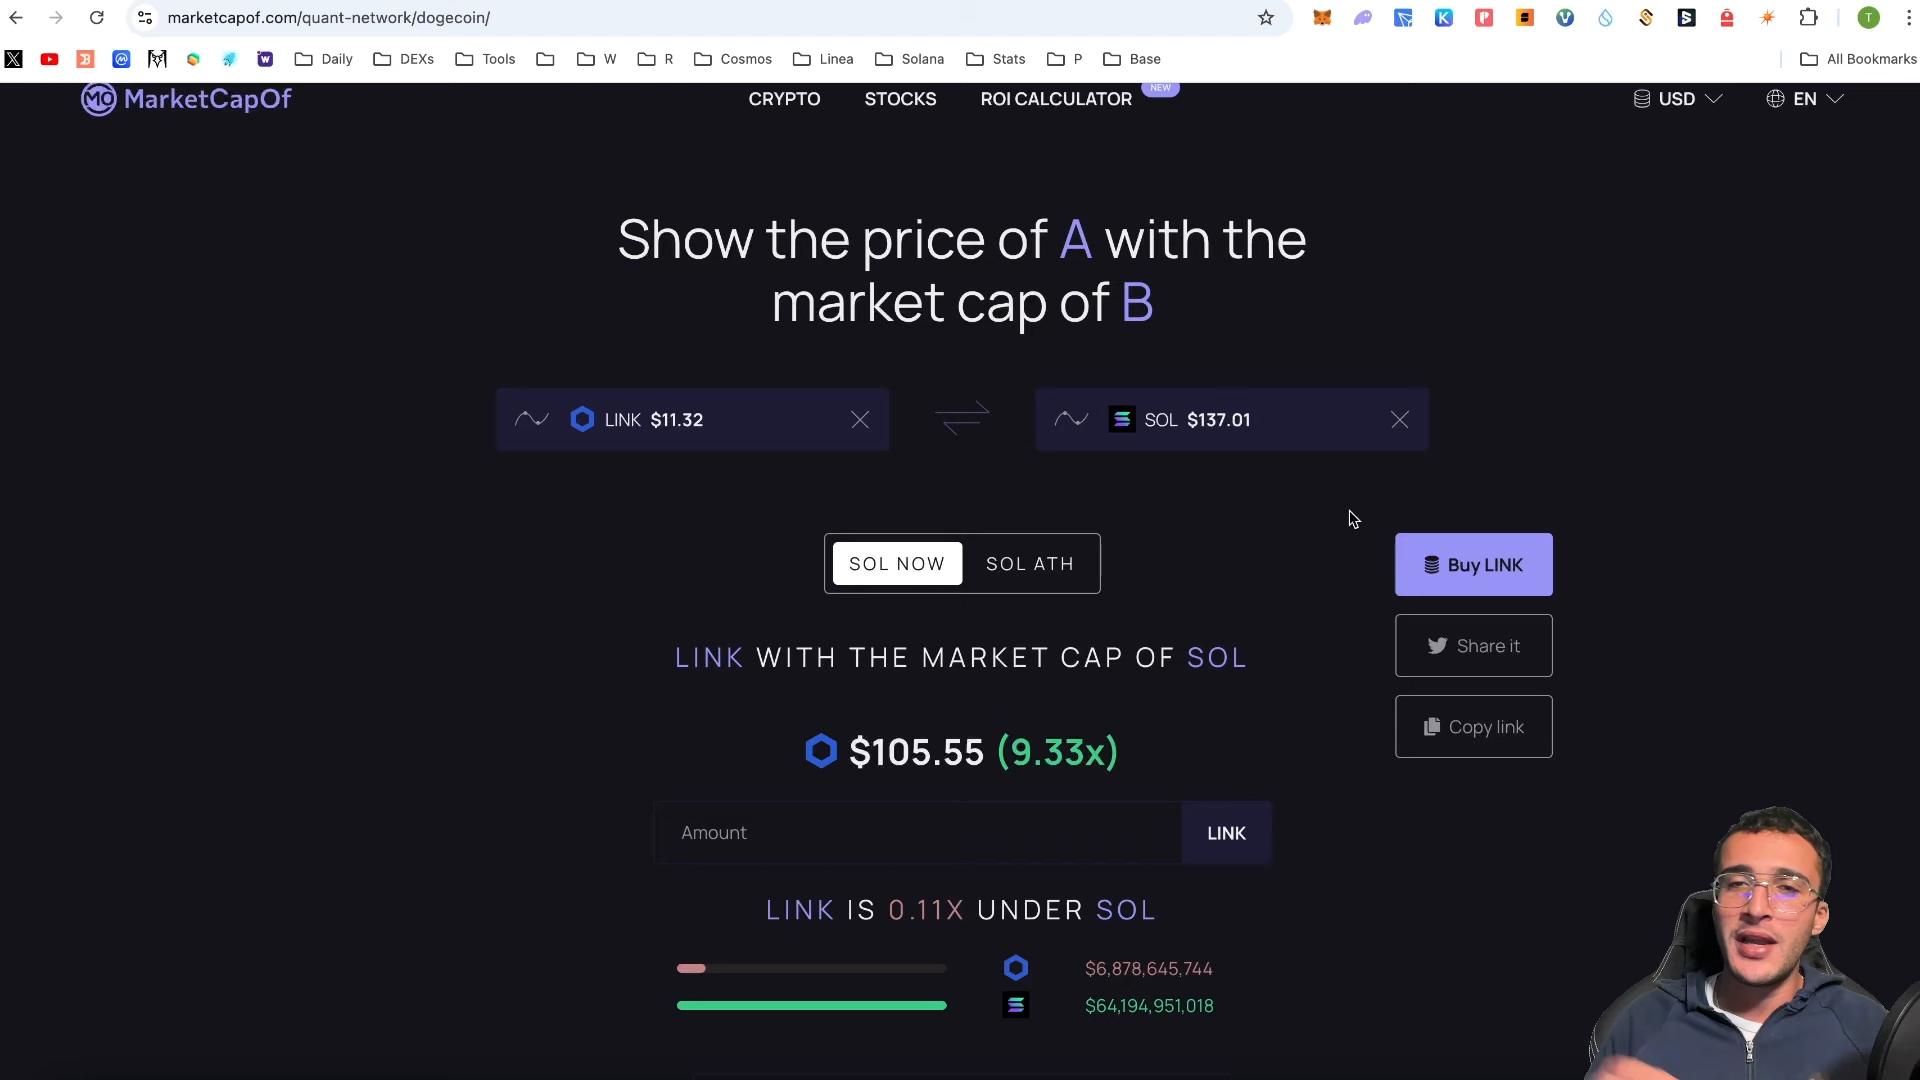 marketcapof.com/quant-network/dogecoin/
T
Daily
DEXs
Tools
W
R
Cosmos
Linea
Solana
Stats
P
Base
All Bookmarks
MarketCapOf
CRYPTO
STOCKS
ROI CALCULATOR
NEW
USD
EN
Show the price of A with the
market cap of B
LINK $11.32
SOL $137.01
SOL NOW
SOL ATH
Buy LINK
Share it
Copy link
LINK WITH THE MARKET CAP OF SOL
$105.55 (9.33x)
Amount
LINK
LINK IS 0.11X UNDER SOL
$6,878,645,744
$64,194,951,018